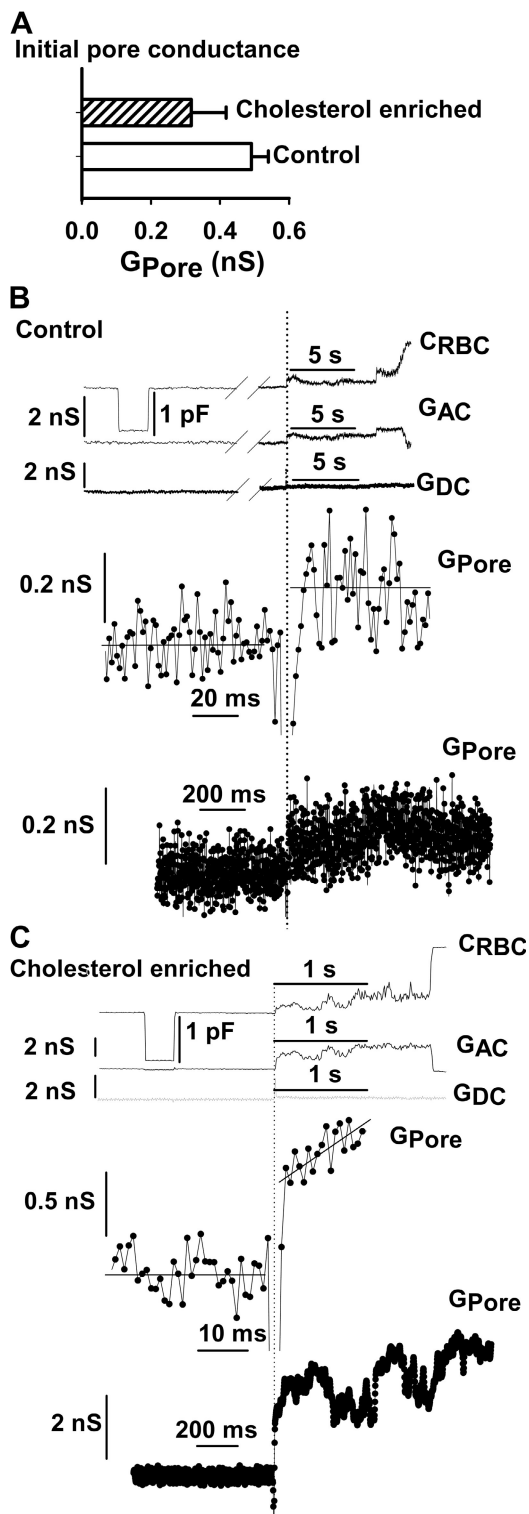 A
Initial pore conductance
Cholesterol enriched
Control
0.0 0.2 0.4 0.6
GPore (nS)
B
Control
CRBC
5 s
2 nS
1 pF
GAC
5 s
2 nS
5 s
GDC
GPore
0.2 nS
20 ms
GPore
200 ms
0.2 nS
C
CRBC
Cholesterol enriched
1 s
1 pF
2 nS
1 s
GAC
2 nS
1 s
GDC
GPore
0.5 nS
10 ms
GPore
2 nS
200 ms